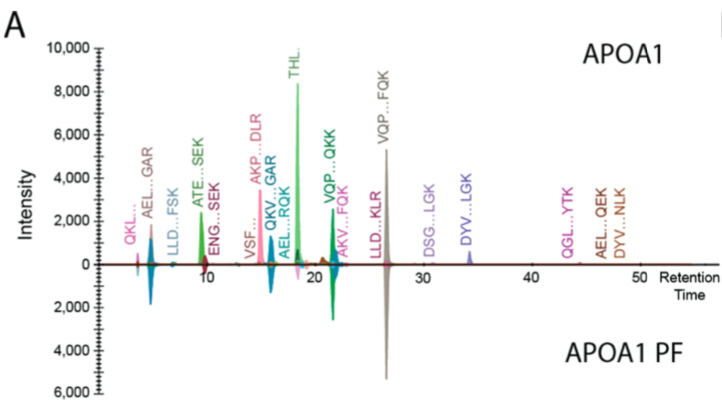 A
APOA1
Intensity
10,000
8,000
6,000
4,000
2,000
0
2,000
4,000
6,000
QKL...
AEL...GAR
LLD...FSK
ATE...SEK
ENG...SEK
VSF...
AKP...DLR
QKV...GAR
AEL...RQK
THL.
VQP...QKK
AKV...FQK
LLD...KLR
VQP...FQK
DSG...LGK
DYV...LGK
QGL...YTK
AEL...QEK
DYV...NLK
10
20
30
40
50
Retention
Time
APOA1 PF